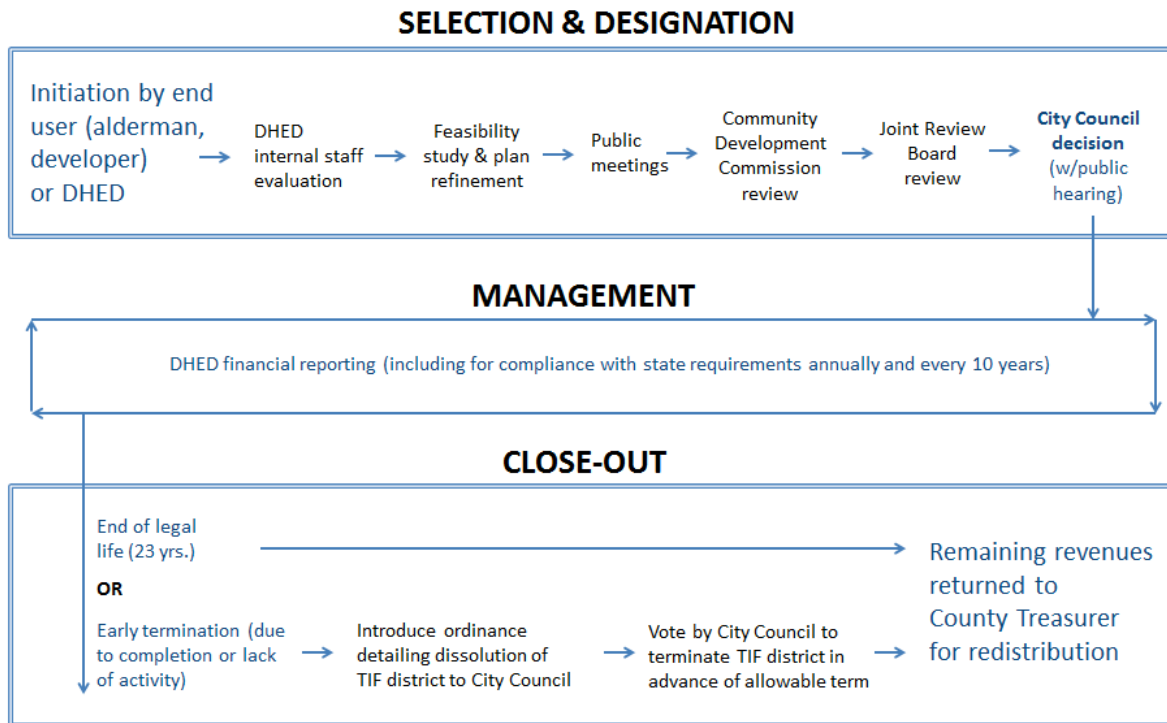 SELECTION & DESIGNATION
Initiation by end
user (alderman,
developer)
or DHED
DHED
internal staff
evaluation
Feasibility
study & plan
refinement
Public
meetings
Community
Development
Commission
review
Joint Review
Board
review
City Council
decision
(w/public
hearing)
MANAGEMENT
DHED financial reporting (including for compliance with state requirements annually and every 10 years)
CLOSE-OUT
End of legal
life (23 yrs.)
OR
Early termination (due
to completion or lack
of activity)
Introduce ordinance
detailing dissolution of
TIF district to City Council
Vote by City Council to
terminate TIF district in
advance of allowable term
Remaining revenues
returned to
County Treasurer
for redistribution